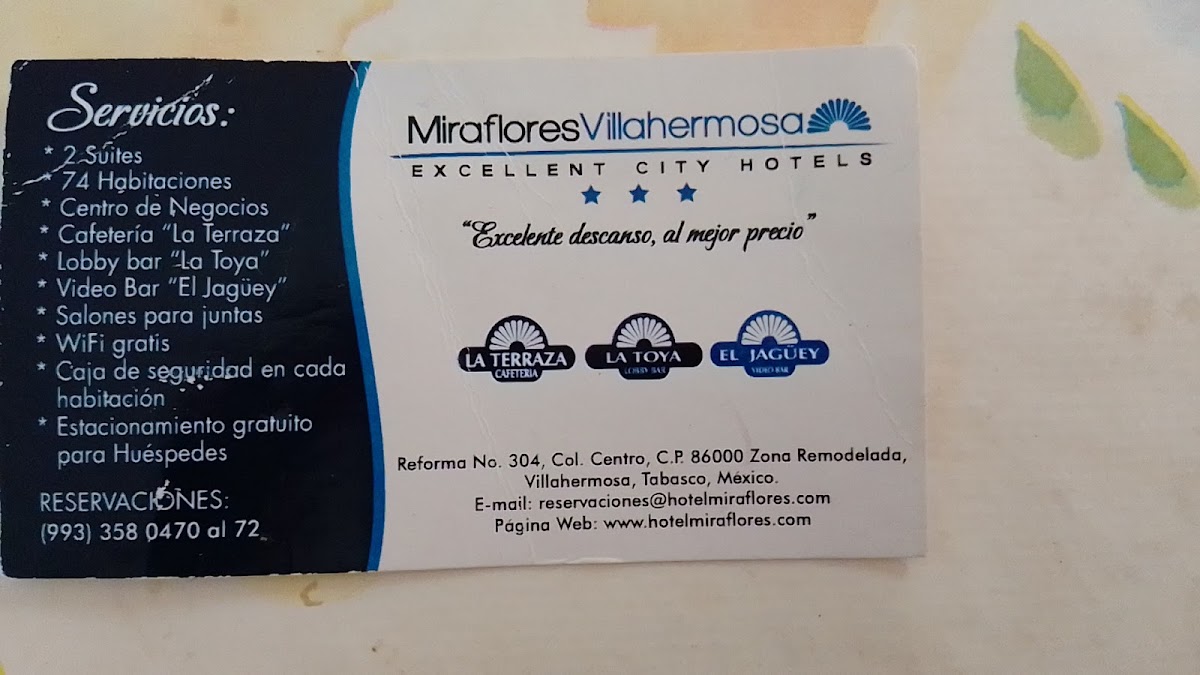 Servicios:
* 2 Suites
* 74 Habitaciones
* Centro de Negocios
* Cafetería "La Terraza"
* Lobby bar "La Toya"
* Video Bar "El Jagüey"
* Salones para juntas
* WiFi gratis
* Caja de seguridad en cada
habitación
* Estacionamiento gratuito
para Huéspedes
RESERVACIONES:
(993) 358 0470 al 72
MirafloresVillahermosa
EXCELLENT CITY HOTELS
"Excelente descanso, al mejor precio"
LA TERRAZA
CAFETERIA
LA TOYA
LOBBY BAR
EL JAGÜEY
VIDEO BAR
Reforma No. 304, Col. Centro, C.P. 86000 Zona Remodelada,
Villahermosa, Tabasco, México.
E-mail: reservaciones@hotelmiraflores.com
Página Web: www.hotelmiraflores.com